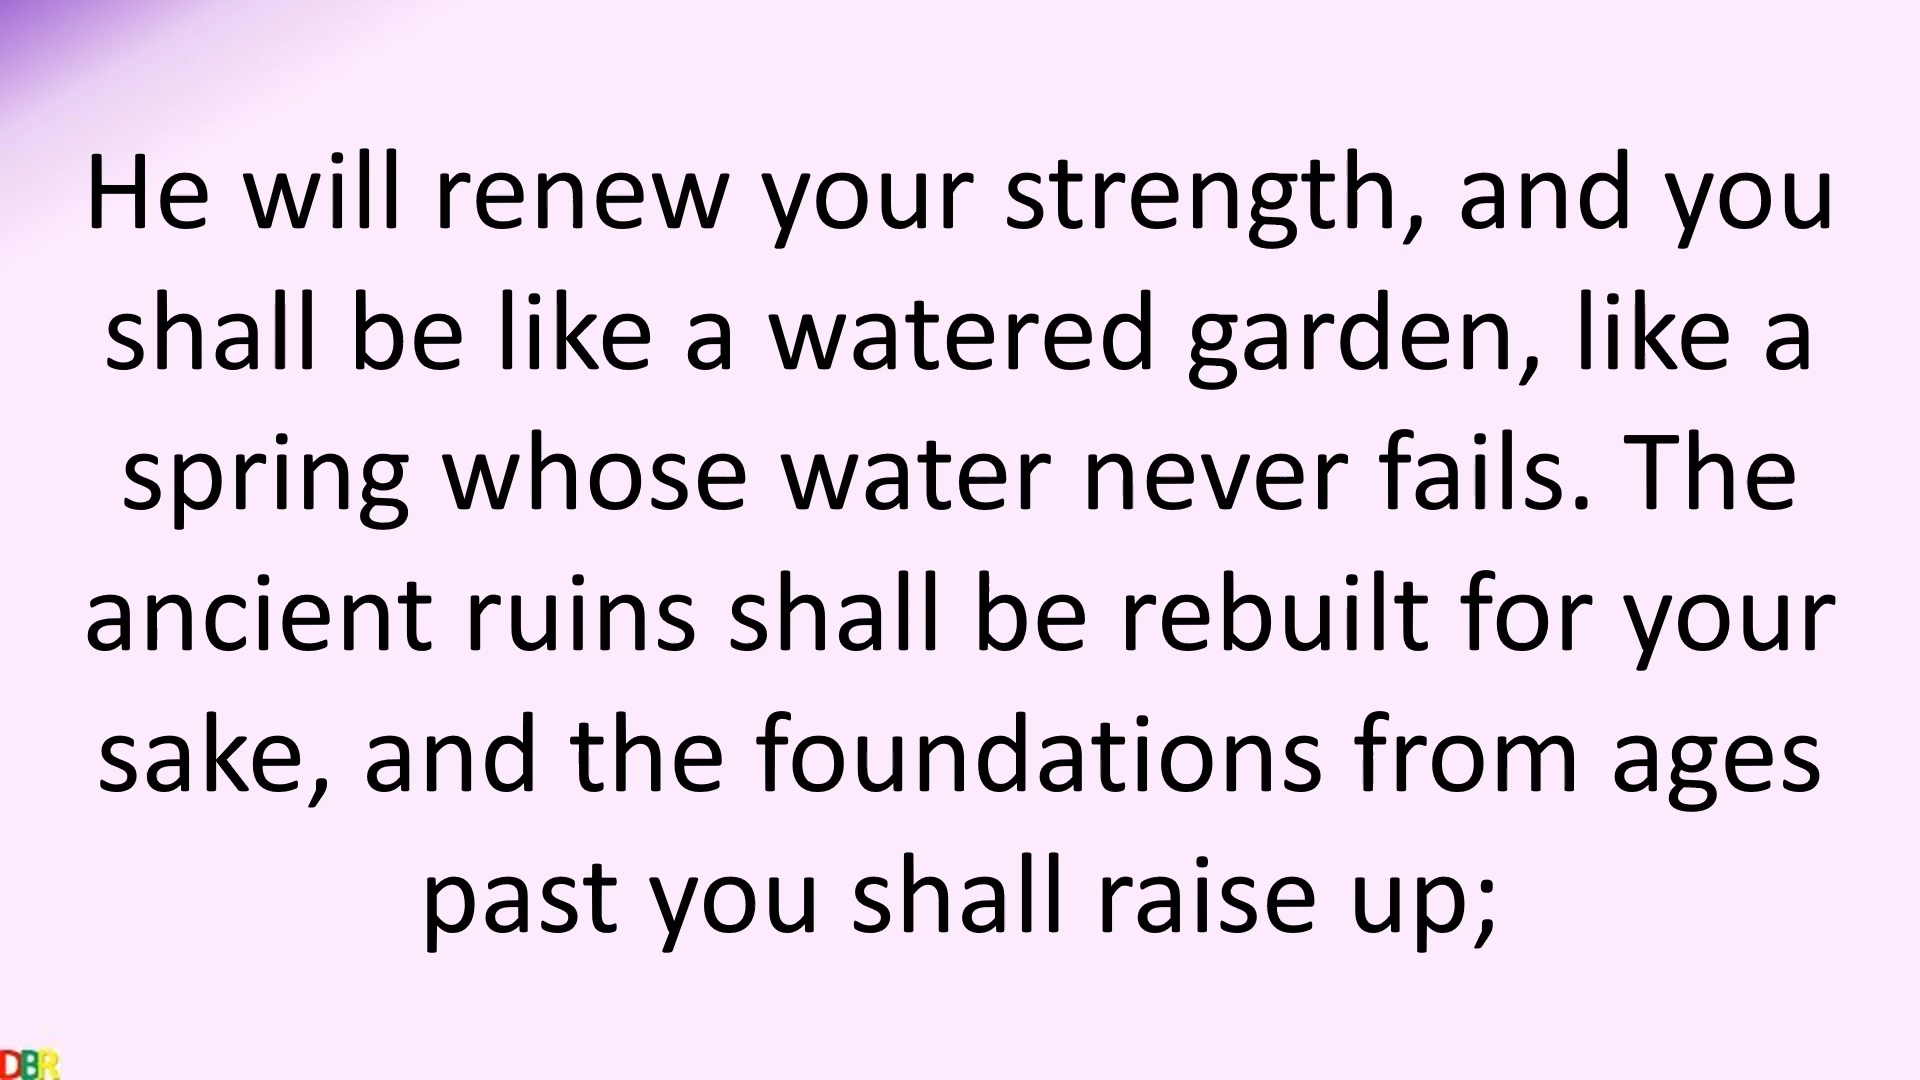 He will renew your strength, and you
shall be like a watered garden, like a
spring whose water never fails. The
ancient ruins shall be rebuilt for your
sake, and the foundations from ages
past you shall raise up;
DBR